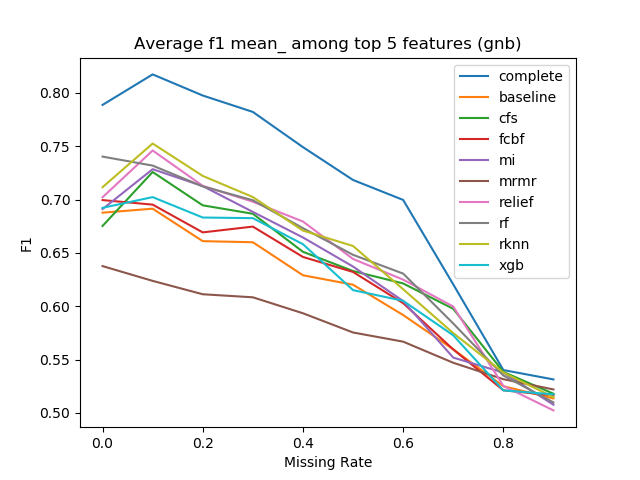 Average f1 mean_ among top 5 features (gnb)
complete
baseline
cfs
fcbf
mi
mrmr
relief
rf
rknn
xgb
0.80
0.75
0.70
0.65
0.60
0.55
0.50
F1
0.0 0.2 0.4 0.6 0.8
Missing Rate